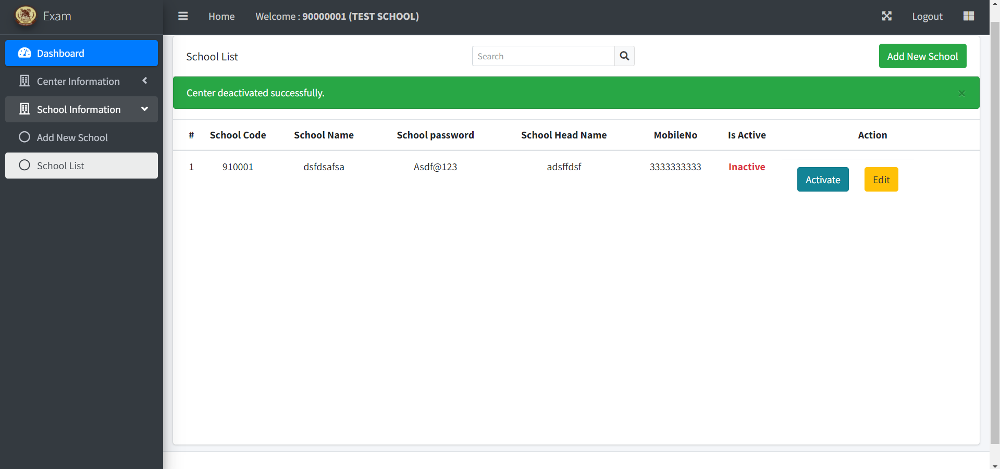 Exam
Home
Welcome : 90000001 (TEST SCHOOL)
Logout
Dashboard
Center Information
School Information
Add New School
School List
School List
Search
Add New School
Center deactivated successfully.
×
# School Code School Name School password School Head Name MobileNo Is Active Action
1 910001 dsfdsafsa Asdf@123 adsffdsf 3333333333 Inactive Activate Edit